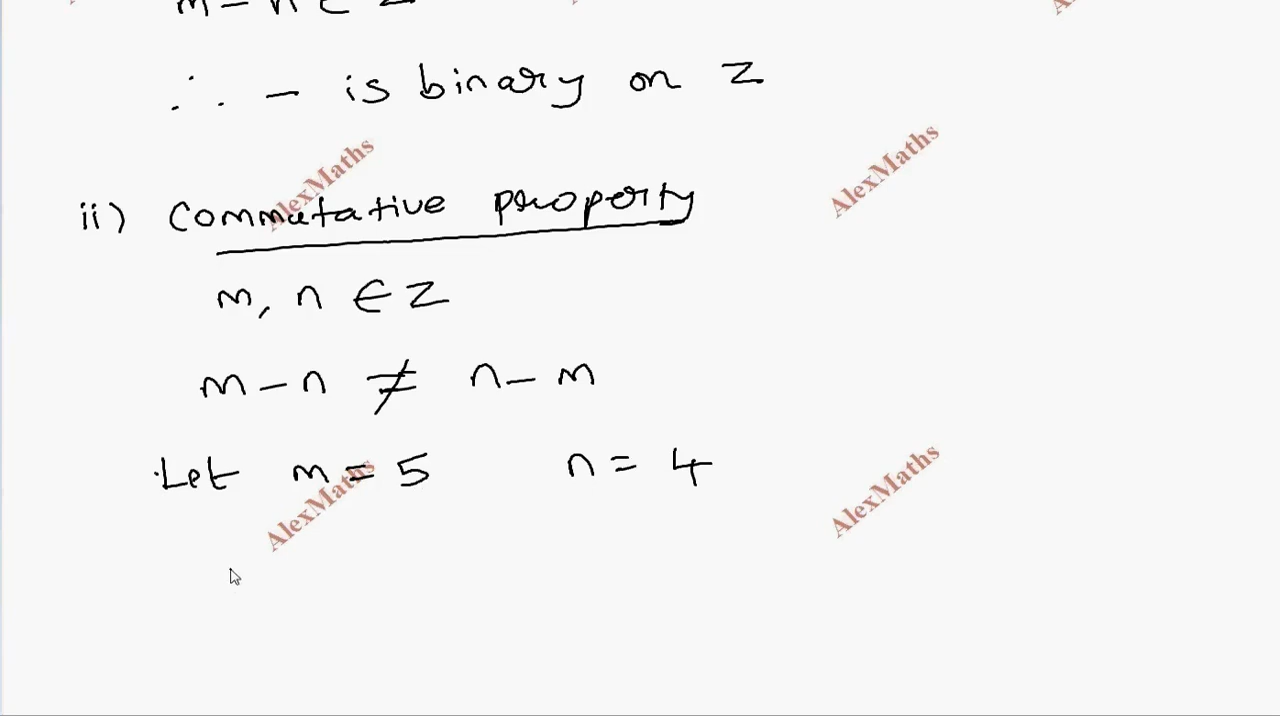 m - n ∈ Z
∴ - is binary on Z
ii) Commutative property
m, n ∈ Z
m - n ≠ n - m
Let m = 5 n = 4
AlexMaths
AlexMaths
AlexMaths
AlexMaths